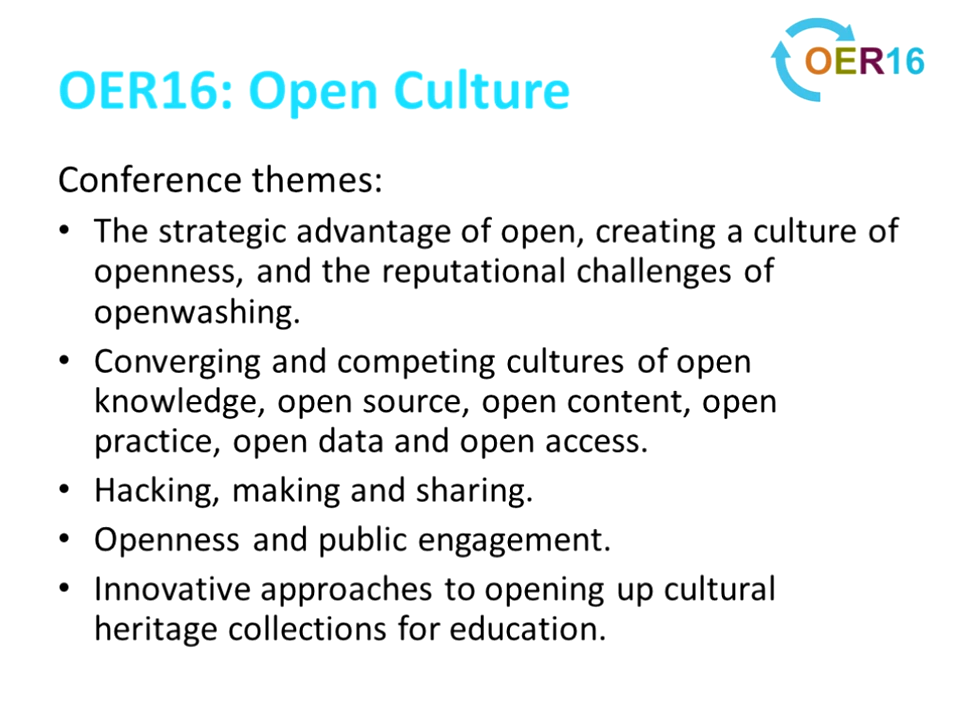 OER16
OER16: Open Culture
Conference themes:
• The strategic advantage of open, creating a culture of
openness, and the reputational challenges of
openwashing.
• Converging and competing cultures of open
knowledge, open source, open content, open
practice, open data and open access.
• Hacking, making and sharing.
• Openness and public engagement.
• Innovative approaches to opening up cultural
heritage collections for education.